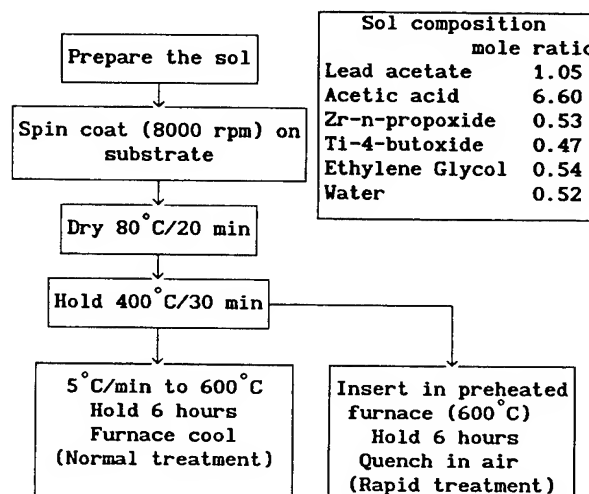 Prepare the sol
Spin coat (8000 rpm) on
substrate
Dry 80°C/20 min
Hold 400°C/30 min
5°C/min to 600°C
Hold 6 hours
Furnace cool
(Normal treatment)
Insert in preheated
furnace (600°C)
Hold 6 hours
Quench in air
(Rapid treatment)
Sol composition
mole ratio
Lead acetate 1.05
Acetic acid 6.60
Zr-n-propoxide 0.53
Ti-4-butoxide 0.47
Ethylene Glycol 0.54
Water 0.52